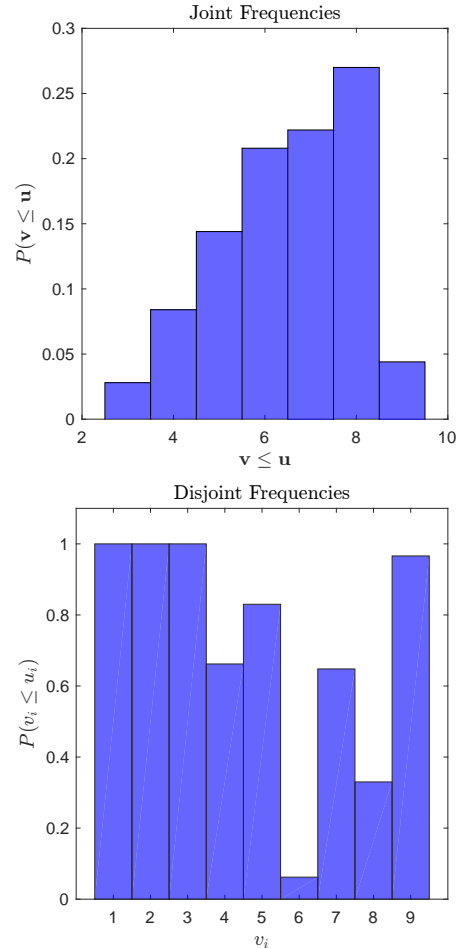 Joint Frequencies
0.3
0.25
0.2
0.15
0.1
0.05
0
P(v ≤ u)
2 4 6 8 10
v ≤ u
Disjoint Frequencies
1
0.8
0.6
0.4
0.2
0
P(v_i ≤ u_i)
1 2 3 4 5 6 7 8 9
v_i